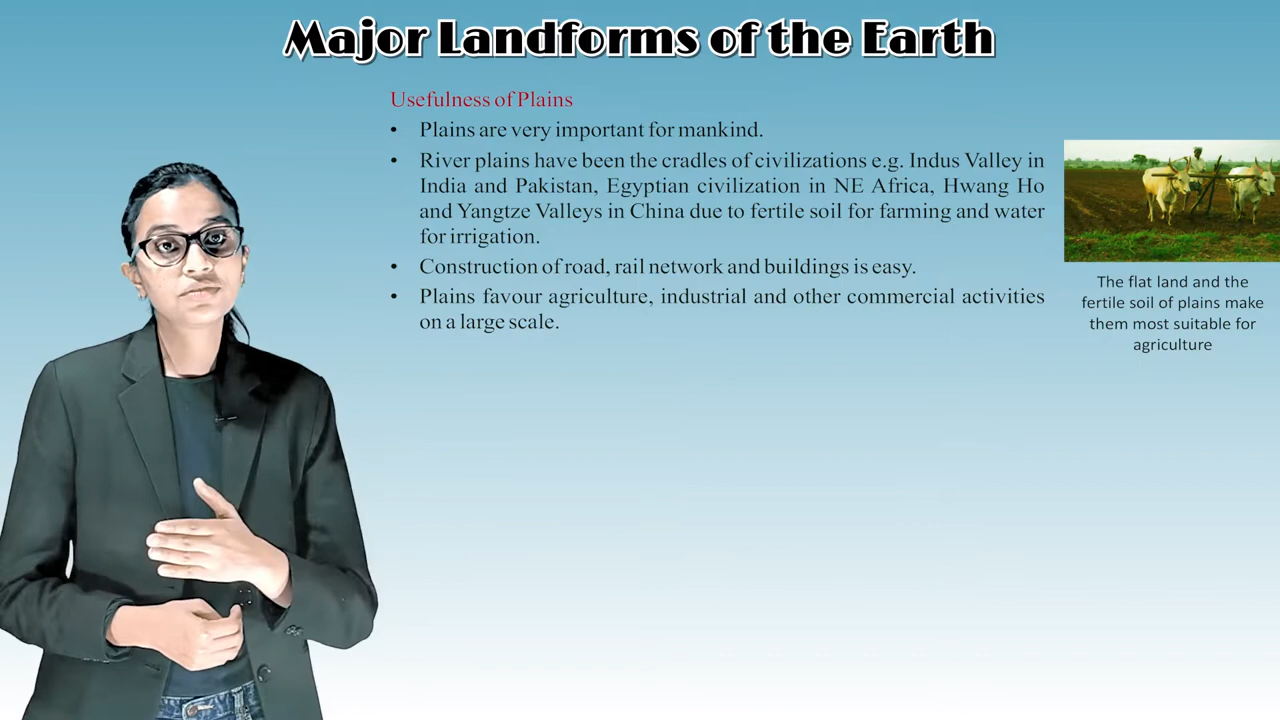 Major Landforms of the Earth
Usefulness of Plains
• Plains are very important for mankind.
• River plains have been the cradles of civilizations e.g. Indus Valley in
India and Pakistan, Egyptian civilization in NE Africa, Hwang Ho
and Yangtze Valleys in China due to fertile soil for farming and water
for irrigation.
• Construction of road, rail network and buildings is easy.
• Plains favour agriculture, industrial and other commercial activities
on a large scale.
The flat land and the
fertile soil of plains make
them most suitable for
agriculture